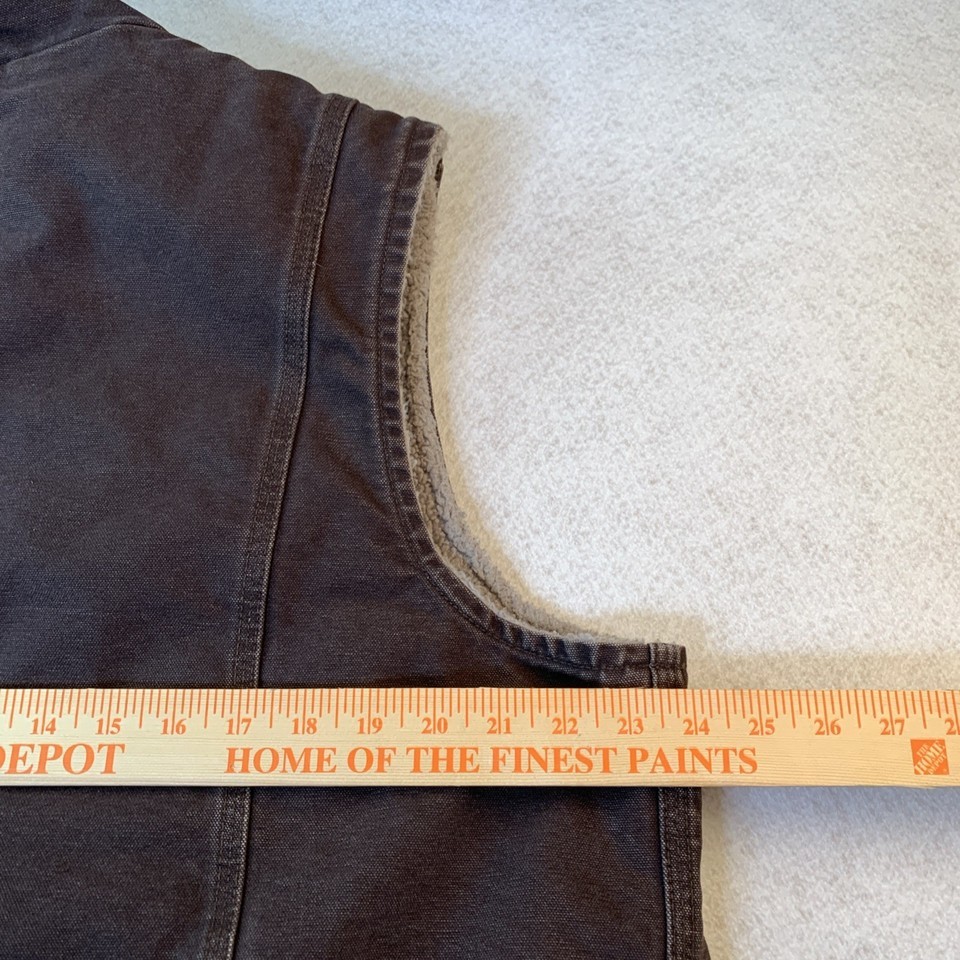 14 15 16 17 18 19 20 21 22 23 24 25 26 27
DEPOT HOME OF THE FINEST PAINTS